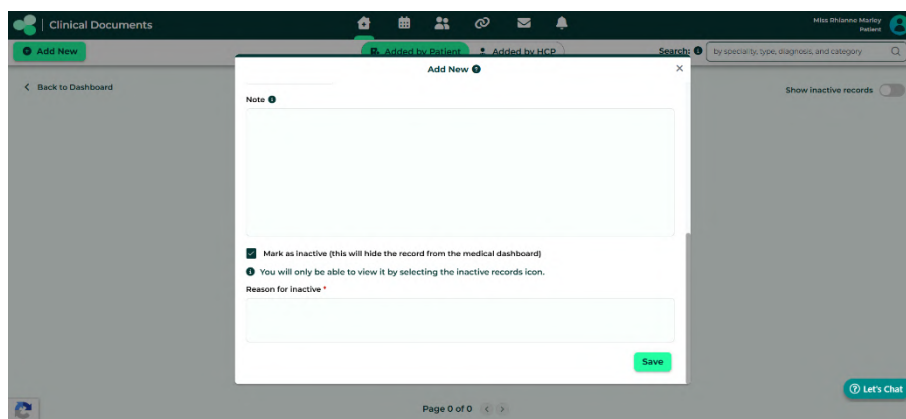 Clinical Documents
Miss Rhianne Marley
Patient
Add New
Added by Patient
Added by HCP
Search:
by speciality, type, diagnosis, and category
Add New
Back to Dashboard
Show inactive records
Note
Mark as inactive (this will hide the record from the medical dashboard)
You will only be able to view it by selecting the inactive records icon.
Reason for inactive *
Save
Let's Chat
Page 0 of 0